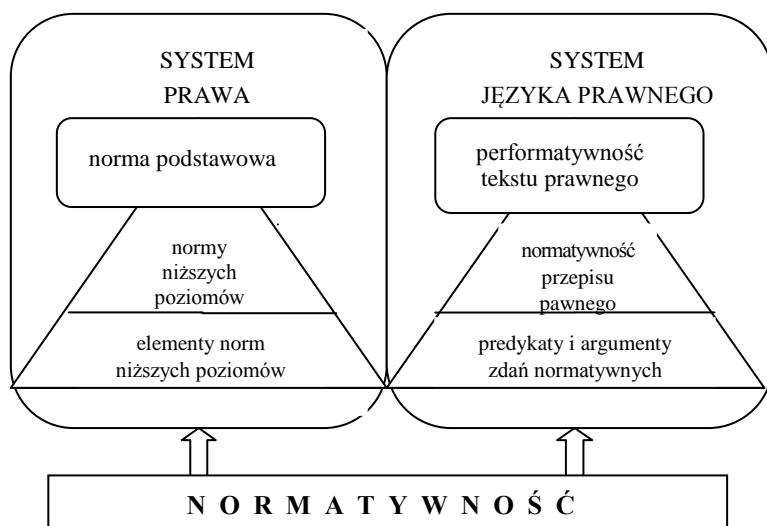 SYSTEM
PRAWA
norma podstawowa
normy
niższych
poziomów
elementy norm
niższych poziomów
SYSTEM
JĘZYKA PRAWNEGO
performatywność
tekstu prawnego
normatywność
przepisu
pawnego
predykaty i argumenty
zdań normatywnych
N O R M A T Y W N O Ś Ć